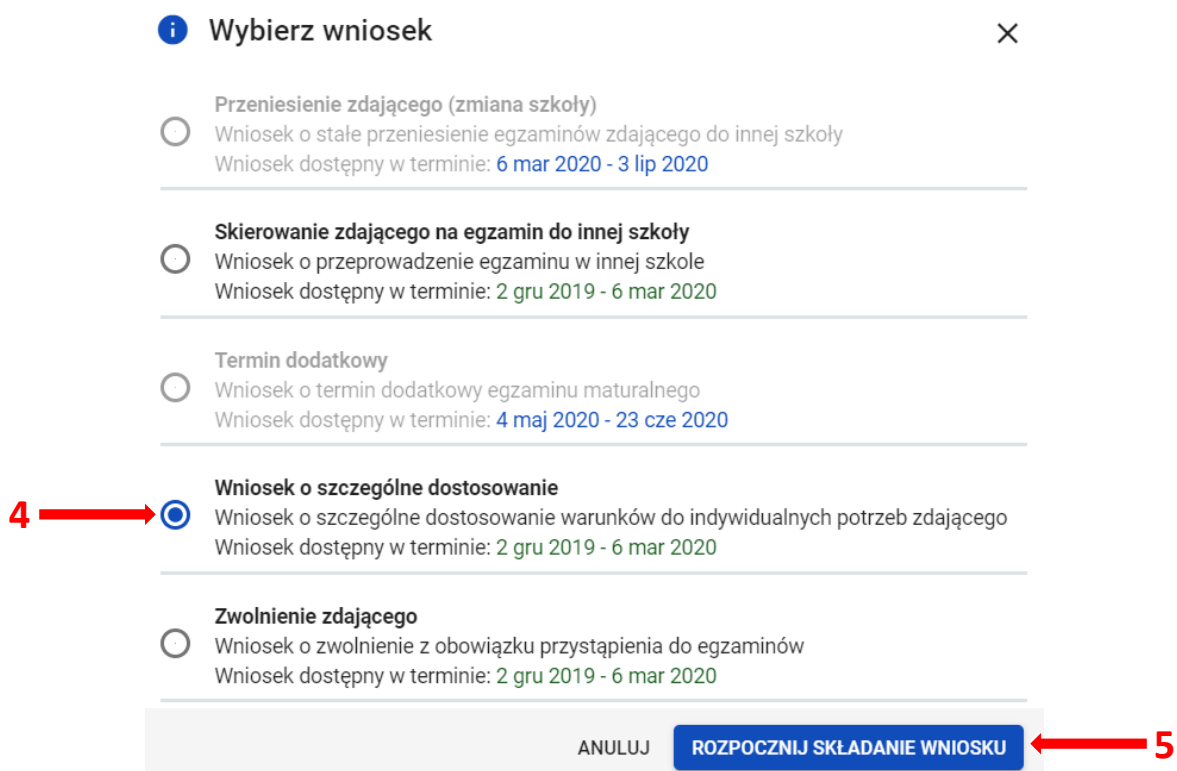 i Wybierz wniosek
Przeniesienie zdającego (zmiana szkoły)
Wniosek o stałe przeniesienie egzaminów zdającego do innej szkoły
Wniosek dostępny w terminie: 6 mar 2020 - 3 lip 2020
Skierowanie zdającego na egzamin do innej szkoły
Wniosek o przeprowadzenie egzaminu w innej szkole
Wniosek dostępny w terminie: 2 gru 2019 - 6 mar 2020
Termin dodatkowy
Wniosek o termin dodatkowy egzaminu maturalnego
Wniosek dostępny w terminie: 4 maj 2020 - 23 cze 2020
Wniosek o szczególne dostosowanie
4 Wniosek o szczególne dostosowanie warunków do indywidualnych potrzeb zdającego
Wniosek dostępny w terminie: 2 gru 2019 - 6 mar 2020
Zwolnienie zdającego
Wniosek o zwolnienie z obowiązku przystąpienia do egzaminów
Wniosek dostępny w terminie: 2 gru 2019 - 6 mar 2020
ANULUJ ROZPOCZNIJ SKŁADANIE WNIOSKU 5